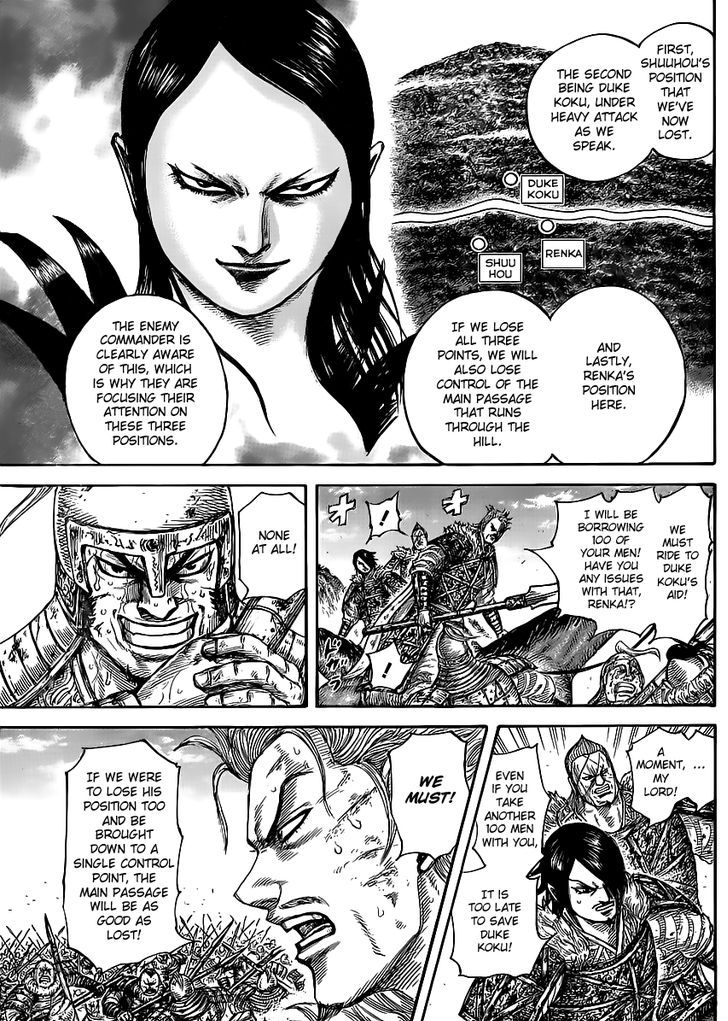 FIRST,
SHUUHOU'S
POSITION
THAT
WE'VE
NOW
LOST.
THE SECOND
BEING DUKE
KOKU, UNDER
HEAVY ATTACK
AS WE
SPEAK.
DUKE
KOKU
RENKA
SHUU
HOU
AND
LASTLY,
RENKA'S
POSITION
HERE.
IF WE LOSE
ALL THREE
POINTS, WE WILL
ALSO LOSE
CONTROL OF THE
MAIN PASSAGE
THAT RUNS
THROUGH THE
HILL.
THE ENEMY
COMMANDER IS
CLEARLY AWARE
OF THIS, WHICH
IS WHY THEY ARE
FOCUSING THEIR
ATTENTION ON
THESE THREE
POSITIONS.
WE
MUST RIDE
TO DUKE
KOKU'S
AID!
I WILL BE
BORROWING
100 OF
YOUR MEN! HAVE
YOU ANY
ISSUES WITH
THAT,
RENKA!?
!
!
オォ
NONE
AT ALL!
A
MOMENT, ...
MY
LORD!
EVEN
IF YOU
TAKE
ANOTHER
100 MEN
WITH YOU,
IT IS
TOO LATE
TO SAVE
DUKE
KOKU!
WE
MUST!
IF WE WERE
TO LOSE HIS
POSITION TOO
AND BE
BROUGHT
DOWN TO A
SINGLE CONTROL
POINT, THE
MAIN PASSAGE
WILL BE AS
GOOD AS
LOST!